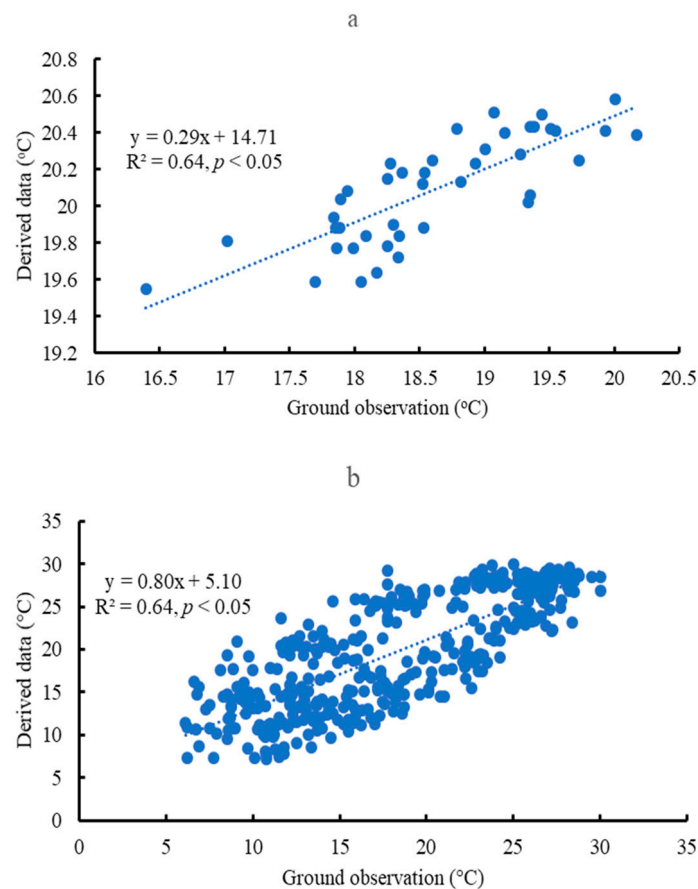 a
20.8
20.6
20.4
20.2
20
19.8
19.6
19.4
19.2
Derived data (°C)
y = 0.29x + 14.71
R² = 0.64, p < 0.05
16 16.5 17 17.5 18 18.5 19 19.5 20 20.5
Ground observation (°C)
b
35
30
25
20
15
10
5
0
Derived data (°C)
y = 0.80x + 5.10
R² = 0.64, p < 0.05
0 5 10 15 20 25 30 35
Ground observation (°C)